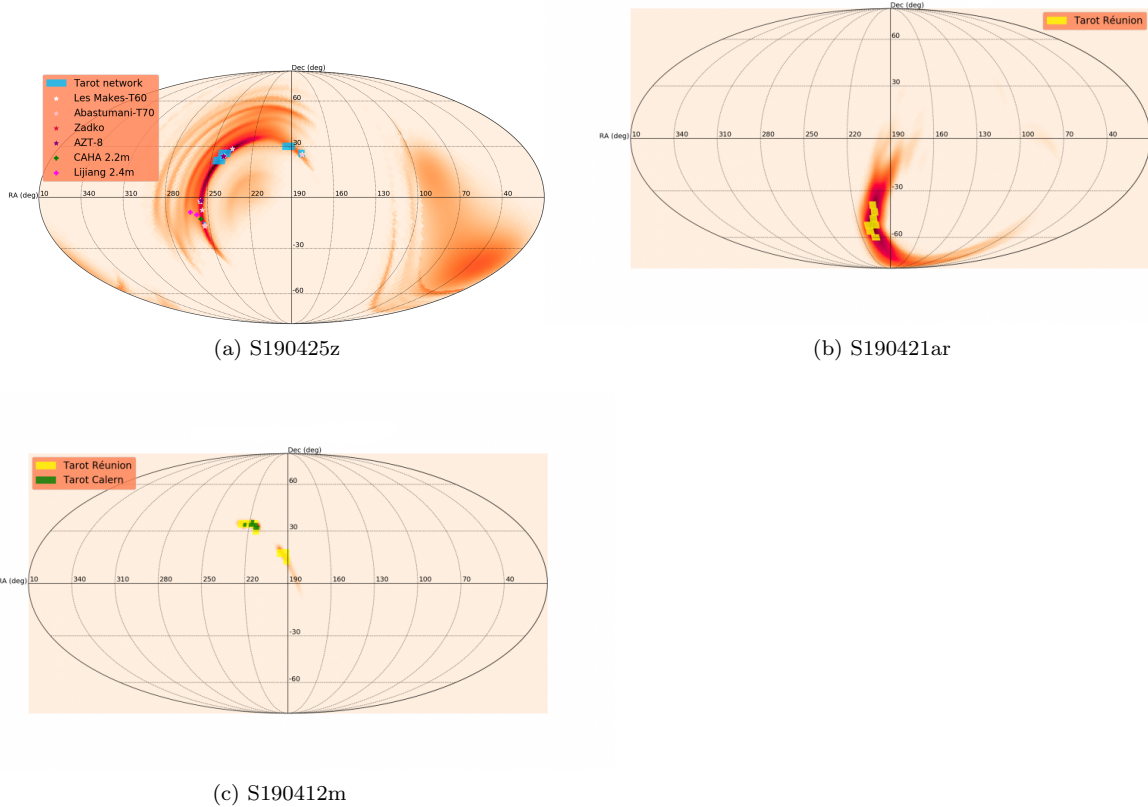 Dec (deg)
Tarot network
Les Makes-T60
Abastumani-T70
Zadko
AZT-8
CAHA 2.2m
Lijiang 2.4m
60
30
RA (deg)
10 340 310 280 250 220 190 160 130 100 70 40
-30
-60
(a) S190425z
Dec (deg)
Tarot Réunion
60
30
RA (deg)
10 340 310 280 250 220 190 160 130 100 70 40
-30
-60
(b) S190421ar
Dec (deg)
Tarot Réunion
Tarot Calern
60
30
RA (deg)
10 340 310 280 250 220 190 160 130 100 70 40
-30
-60
(c) S190412m